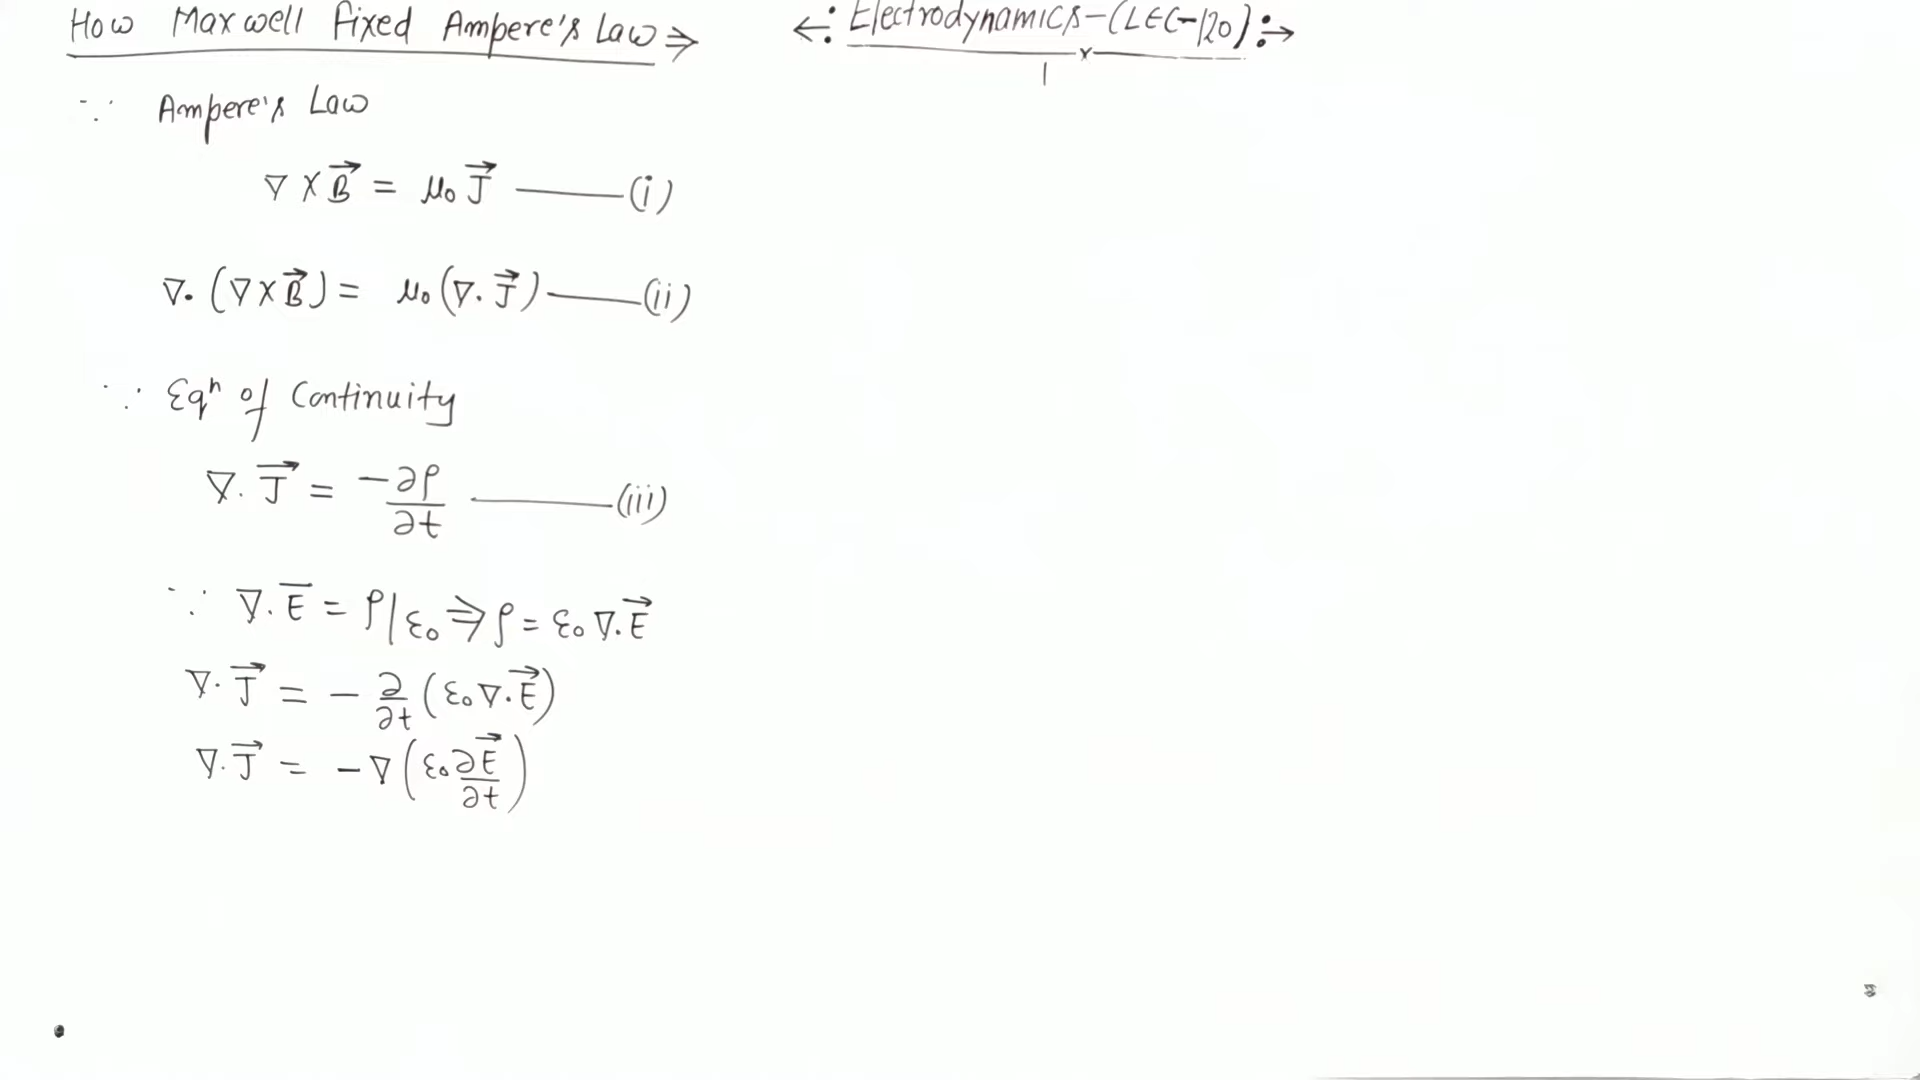 How Maxwell Fixed Ampere's Law ⇒
←: Electrodynamics-(LEC-120) :→
∵ Ampere's Law
∇ × B⃗ = μ₀ J⃗ ——— (i)
∇. (∇ × B⃗) = μ₀ (∇. J⃗) ——— (ii)
∵ Eqⁿ of Continuity
∇. J⃗ = -∂ρ/∂t ——— (iii)
∵ ∇. E̅ = ρ/ε₀ ⇒ ρ = ε₀ ∇. E⃗
∇. J⃗ = - ∂/∂t (ε₀ ∇. E⃗)
∇. J⃗ = - ∇ (ε₀ ∂E⃗/∂t)